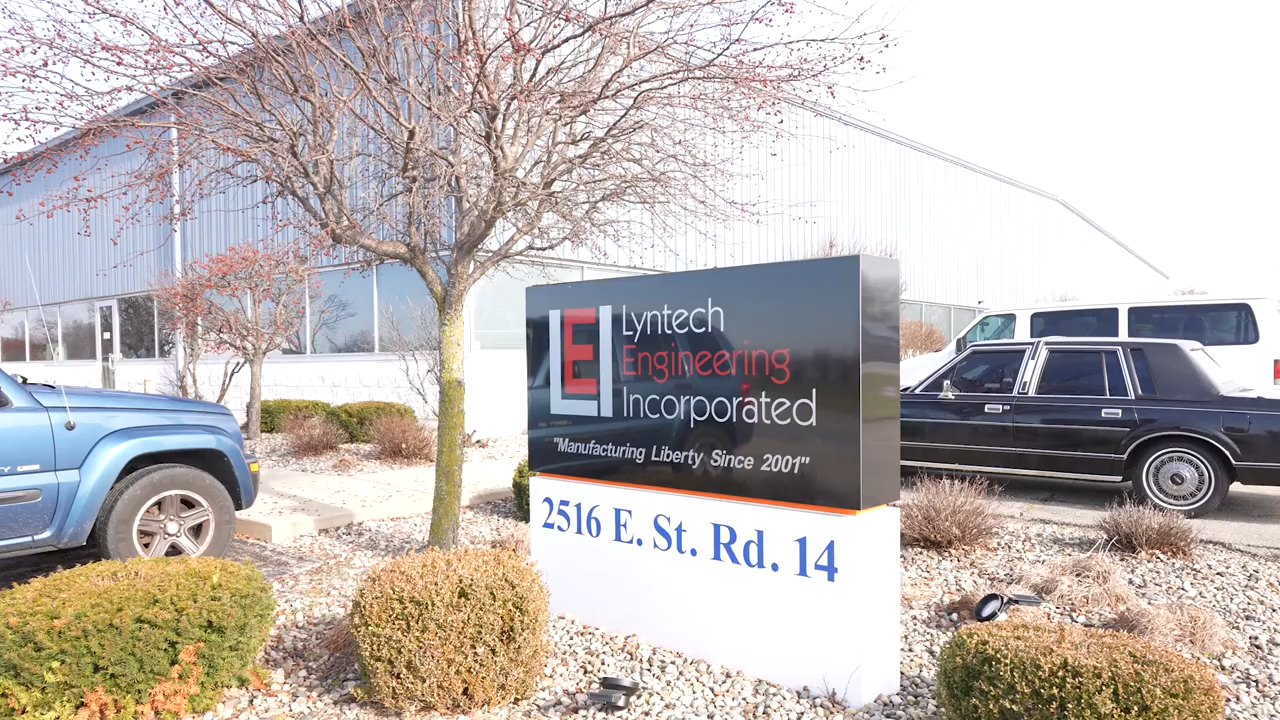 LEI
Lyntech
Engineering
Incorporated
"Manufacturing Liberty Since 2001"
2516 E. St. Rd. 14